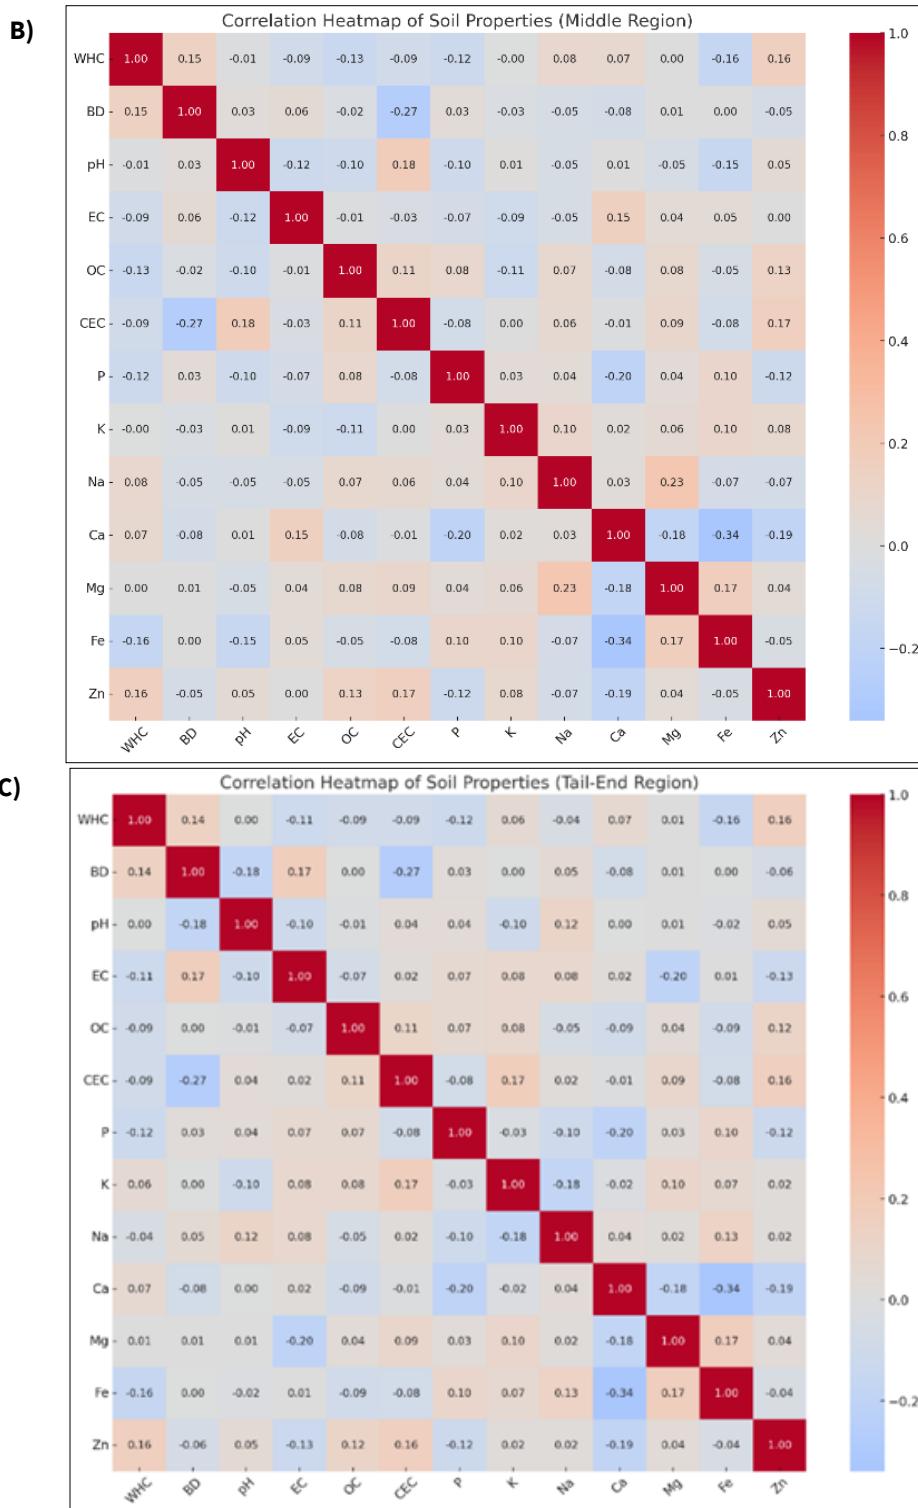 B)
Correlation Heatmap of Soil Properties (Middle Region)
WHC 1.00 0.15 -0.01 -0.09 -0.13 -0.09 -0.12 -0.00 0.08 0.07 0.00 -0.16 0.16
BD 0.15 1.00 0.03 0.06 -0.02 -0.27 0.03 -0.03 -0.05 -0.08 0.01 0.00 -0.05
pH -0.01 0.03 1.00 -0.12 -0.10 0.18 -0.10 0.01 -0.05 0.01 -0.05 -0.15 0.05
EC -0.09 0.06 -0.12 1.00 -0.01 -0.03 -0.07 -0.09 -0.05 0.15 0.04 0.05 0.00
OC -0.13 -0.02 -0.10 -0.01 1.00 0.11 0.08 -0.11 0.07 -0.08 0.08 -0.05 0.13
CEC -0.09 -0.27 0.18 -0.03 0.11 1.00 -0.08 0.00 0.06 -0.01 0.09 -0.08 0.17
P -0.12 0.03 -0.10 -0.07 0.08 -0.08 1.00 0.03 0.04 -0.20 0.04 0.10 -0.12
K -0.00 -0.03 0.01 -0.09 -0.11 0.00 0.03 1.00 0.10 0.02 0.06 0.10 0.08
Na 0.08 -0.05 -0.05 -0.05 0.07 0.06 0.04 0.10 1.00 0.03 0.23 -0.07 -0.07
Ca 0.07 -0.08 0.01 0.15 -0.08 -0.01 -0.20 0.02 0.03 1.00 -0.18 -0.34 -0.19
Mg 0.00 0.01 -0.05 0.04 0.08 0.09 0.04 0.06 0.23 -0.18 1.00 0.17 0.04
Fe -0.16 0.00 -0.15 0.05 -0.05 -0.08 0.10 0.10 -0.07 -0.34 0.17 1.00 -0.05
Zn 0.16 -0.05 0.05 0.00 0.13 0.17 -0.12 0.08 -0.07 -0.19 0.04 -0.05 1.00
WHC BD pH EC OC CEC P K Na Ca Mg Fe Zn
1.0
0.8
0.6
0.4
0.2
0.0
−0.2
C)
Correlation Heatmap of Soil Properties (Tail-End Region)
WHC 1.00 0.14 0.00 -0.11 -0.09 -0.09 -0.12 0.06 -0.04 0.07 0.01 -0.16 0.16
BD 0.14 1.00 -0.18 0.17 0.00 -0.27 0.03 0.00 0.05 -0.08 0.01 0.00 -0.06
pH 0.00 -0.18 1.00 -0.10 -0.01 0.04 0.04 -0.10 0.12 0.00 0.01 -0.02 0.05
EC -0.11 0.17 -0.10 1.00 -0.07 0.02 0.07 0.08 0.08 0.02 -0.20 0.01 -0.13
OC -0.09 0.00 -0.01 -0.07 1.00 0.11 0.07 0.08 -0.05 -0.09 0.04 -0.09 0.12
CEC -0.09 -0.27 0.04 0.02 0.11 1.00 -0.08 0.17 0.02 -0.01 0.09 -0.08 0.16
P -0.12 0.03 0.04 0.07 0.07 -0.08 1.00 -0.03 -0.10 -0.20 0.03 0.10 -0.12
K 0.06 0.00 -0.10 0.08 0.08 0.17 -0.03 1.00 -0.18 -0.02 0.10 0.07 0.02
Na -0.04 0.05 0.12 0.08 -0.05 0.02 -0.10 -0.18 1.00 0.04 0.02 0.13 0.02
Ca 0.07 -0.08 0.00 0.02 -0.09 -0.01 -0.20 -0.02 0.04 1.00 -0.18 -0.34 -0.19
Mg 0.01 0.01 0.01 -0.20 0.04 0.09 0.03 0.10 0.02 -0.18 1.00 0.17 0.04
Fe -0.16 0.00 -0.02 0.01 -0.09 -0.08 0.10 0.07 0.13 -0.34 0.17 1.00 -0.04
Zn 0.16 -0.06 0.05 -0.13 0.12 0.16 -0.12 0.02 0.02 -0.19 0.04 -0.04 1.00
WHC BD pH EC OC CEC P K Na Ca Mg Fe Zn
1.0
0.8
0.6
0.4
0.2
0.0
−0.2